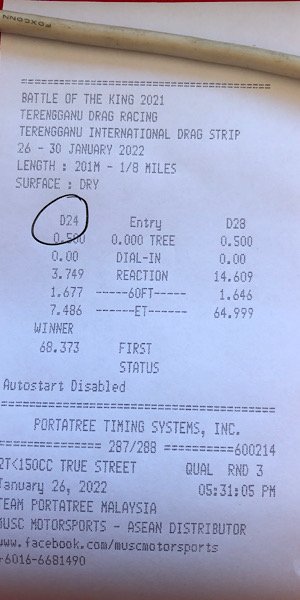 FOXCONN
================================
BATTLE OF THE KING 2021
TERENGGANU DRAG RACING
TERENGGANU INTERNATIONAL DRAG STRIP
26 - 30 JANUARY 2022
LENGTH : 201M - 1/8 MILES
SURFACE : DRY
D24 Entry D28
0.500 0.000 TREE 0.500
0.00 DIAL-IN 0.00
3.749 REACTION 14.609
1.677 -----60FT------ 1.646
7.486 ------ET------- 64.999
WINNER
68.373 FIRST
STATUS
Autostart Disabled
================================
PORTATREE TIMING SYSTEMS, INC.
=============== 287/288 ==========600214
2T<150CC TRUE STREET QUAL RND 3
January 26, 2022 05:31:05 PM
TEAM PORTATREE MALAYSIA
MUSC MOTORSPORTS - ASEAN DISTRIBUTOR
www.facebook.com/muscmotorsports
+6016-6681490